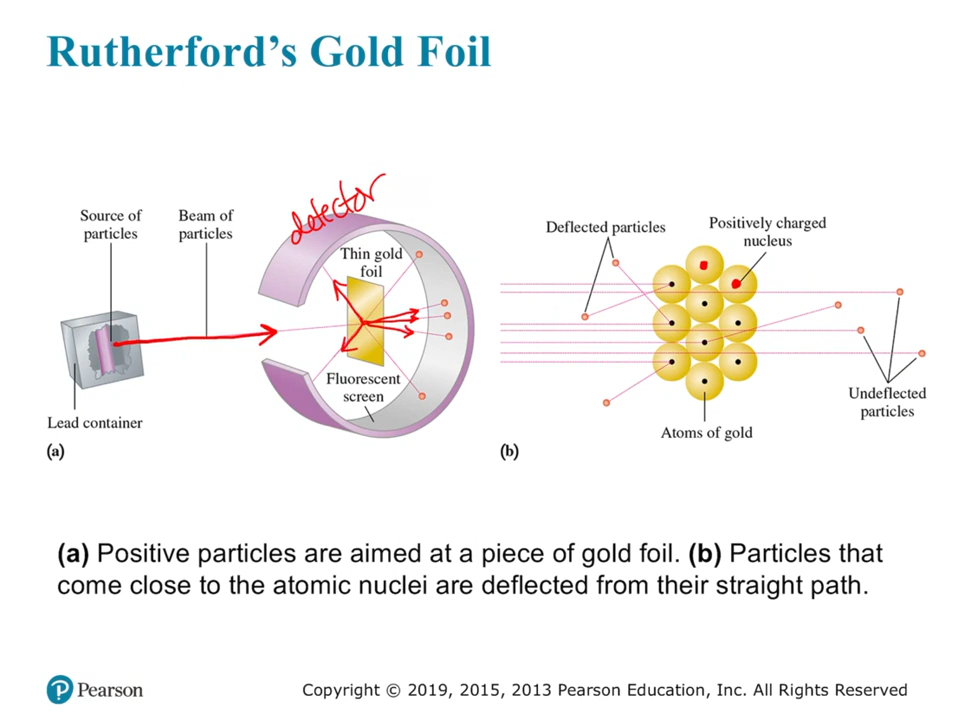 Rutherford's Gold Foil
detector
Source of
particles
Beam of
particles
Thin gold
foil
Fluorescent
screen
Lead container
(a)
Deflected particles
Positively charged
nucleus
Undeflected
particles
Atoms of gold
(b)
(a) Positive particles are aimed at a piece of gold foil. (b) Particles that
come close to the atomic nuclei are deflected from their straight path.
P Pearson
Copyright © 2019, 2015, 2013 Pearson Education, Inc. All Rights Reserved